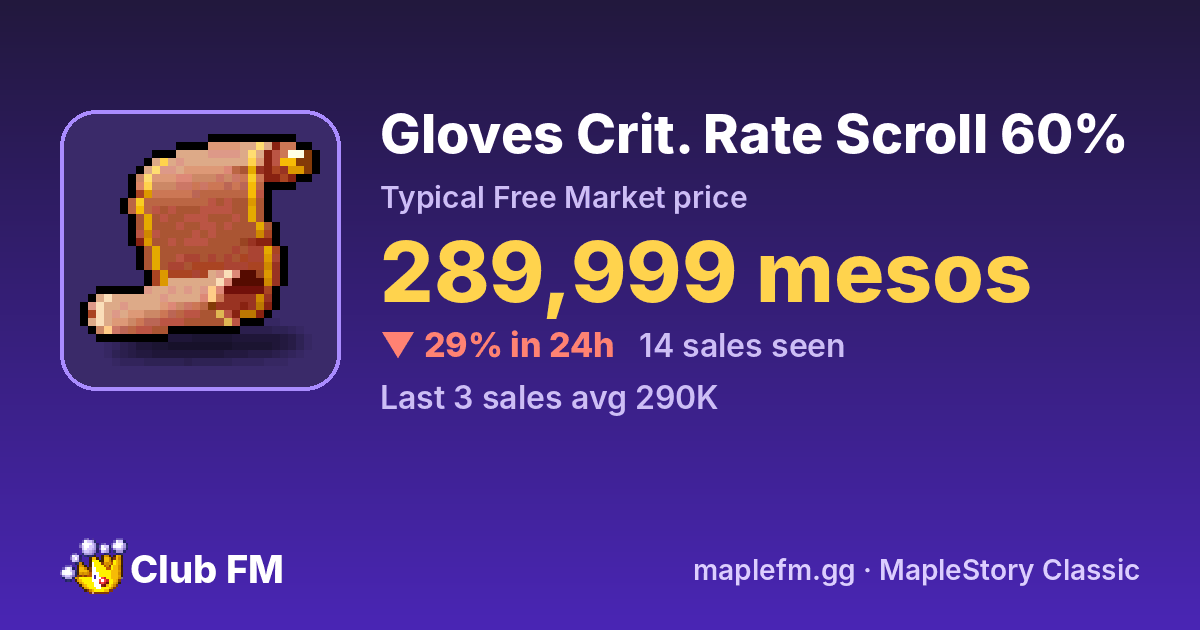 Gloves Crit. Rate Scroll 60%
Typical Free Market price
289,999 mesos
▼ 29% in 24h 14 sales seen
Last 3 sales avg 290K
Club FM
maplefm.gg · MapleStory Classic